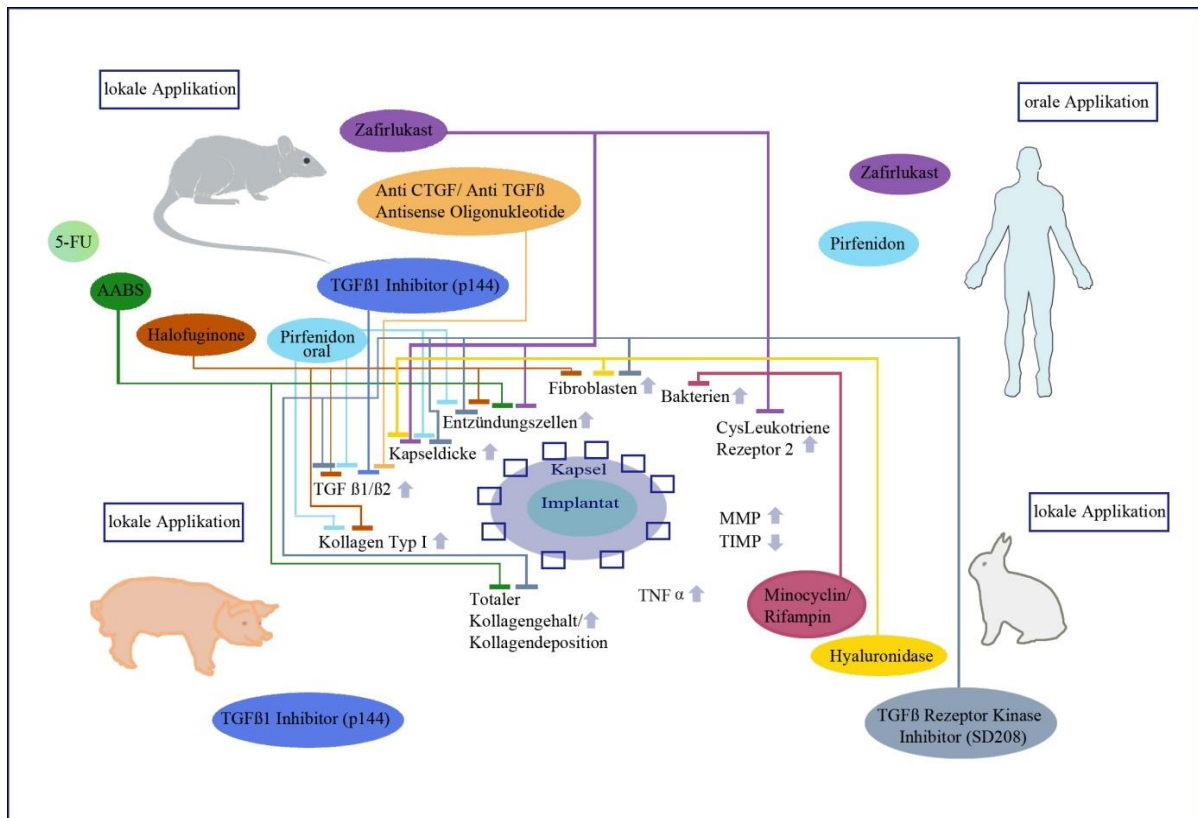 lokale Applikation
orale Applikation
Zafirlukast
Zafirlukast
Anti CTGF/ Anti TGFß
Antisense Oligonukleotide
5-FU
Pirfenidon
AABS
TGFß1 Inhibitor (p144)
Halofuginone
Pirfenidon
oral
Fibroblasten
Bakterien
Entzündungszellen
CysLeukotriene
Rezeptor 2
Kapseldicke
TGF ß1/ß2
Kapsel
Implantat
lokale Applikation
lokale Applikation
Kollagen Typ I
MMP
TIMP
Totaler
Kollagengehalt/
Kollagendeposition
TNF α
Minocyclin/
Rifampin
Hyaluronidase
TGFß1 Inhibitor (p144)
TGFß Rezeptor Kinase
Inhibitor (SD208)